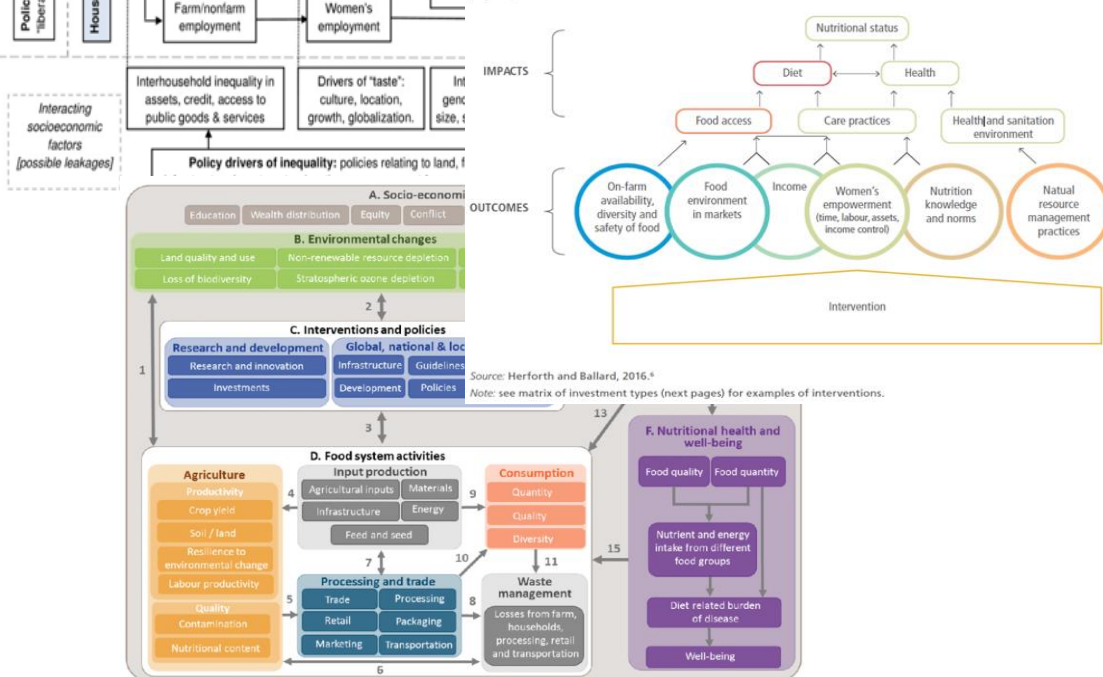 Farm/nonfarm
employment
Women's
employment
Interacting
socioeconomic
factors
[possible leakages]
Interhousehold inequality in
assets, credit, access to
public goods & services
Drivers of "taste":
culture, location,
growth, globalization.
Policy drivers of inequality: policies relating to land,
IMPACTS
Nutritional status
Diet
Health
Food access
Care practices
Health and sanitation
environment
OUTCOMES
On-farm
availability,
diversity and
safety of food
Food
environment
in markets
Income
Women's
empowerment
(time, labour, assets,
income control)
Nutrition
knowledge
and norms
Natual
resource
management
practices
Intervention
Source: Herforth and Ballard, 2016.⁶
Note: see matrix of investment types (next pages) for examples of interventions.
A. Socio-economi
Education
Wealth distribution
Equity
Conflict
B. Environmental changes
Land quality and use
Non-renewable resource depletion
Loss of biodiversity
Stratospheric ozone depletion
1
2
C. Interventions and policies
Research and development
Research and innovation
Investments
Global, national & loc
Infrastructure
Guidelines
Development
Policies
3
13
D. Food system activities
Agriculture
Productivity
Crop yield
Soil / land
Resilience to
environmental change
Labour productivity
Quality
Contamination
Nutritional content
4
5
6
Input production
Agricultural inputs
Materials
Infrastructure
Energy
Feed and seed
7
Processing and trade
Trade
Processing
Retail
Packaging
Marketing
Transportation
8
9
10
Consumption
Quantity
Quality
Diversity
11
Waste
management
Losses from farm,
households,
processing, retail
and transportation
15
F. Nutritional health and
well-being
Food quality
Food quantity
Nutrient and energy
intake from different
food groups
Diet related burden
of disease
Well-being